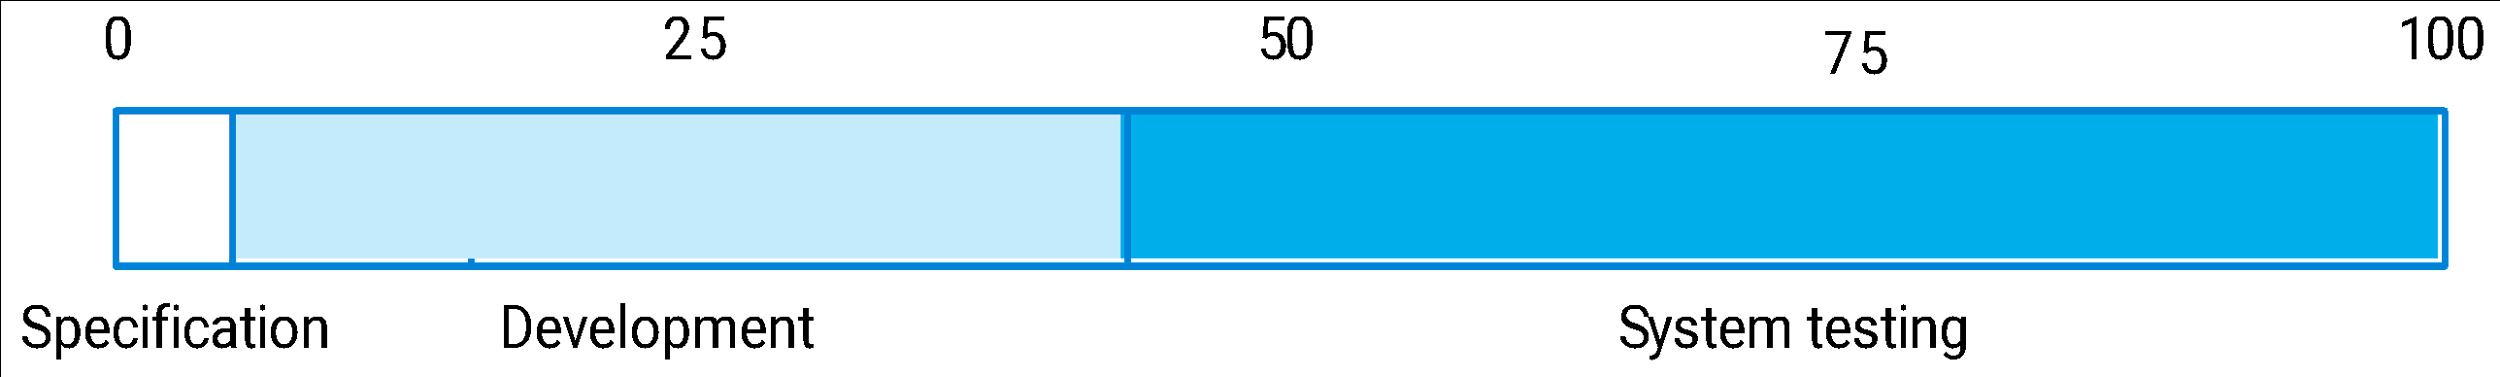 0 25 50 75 100
Specification Development System testing